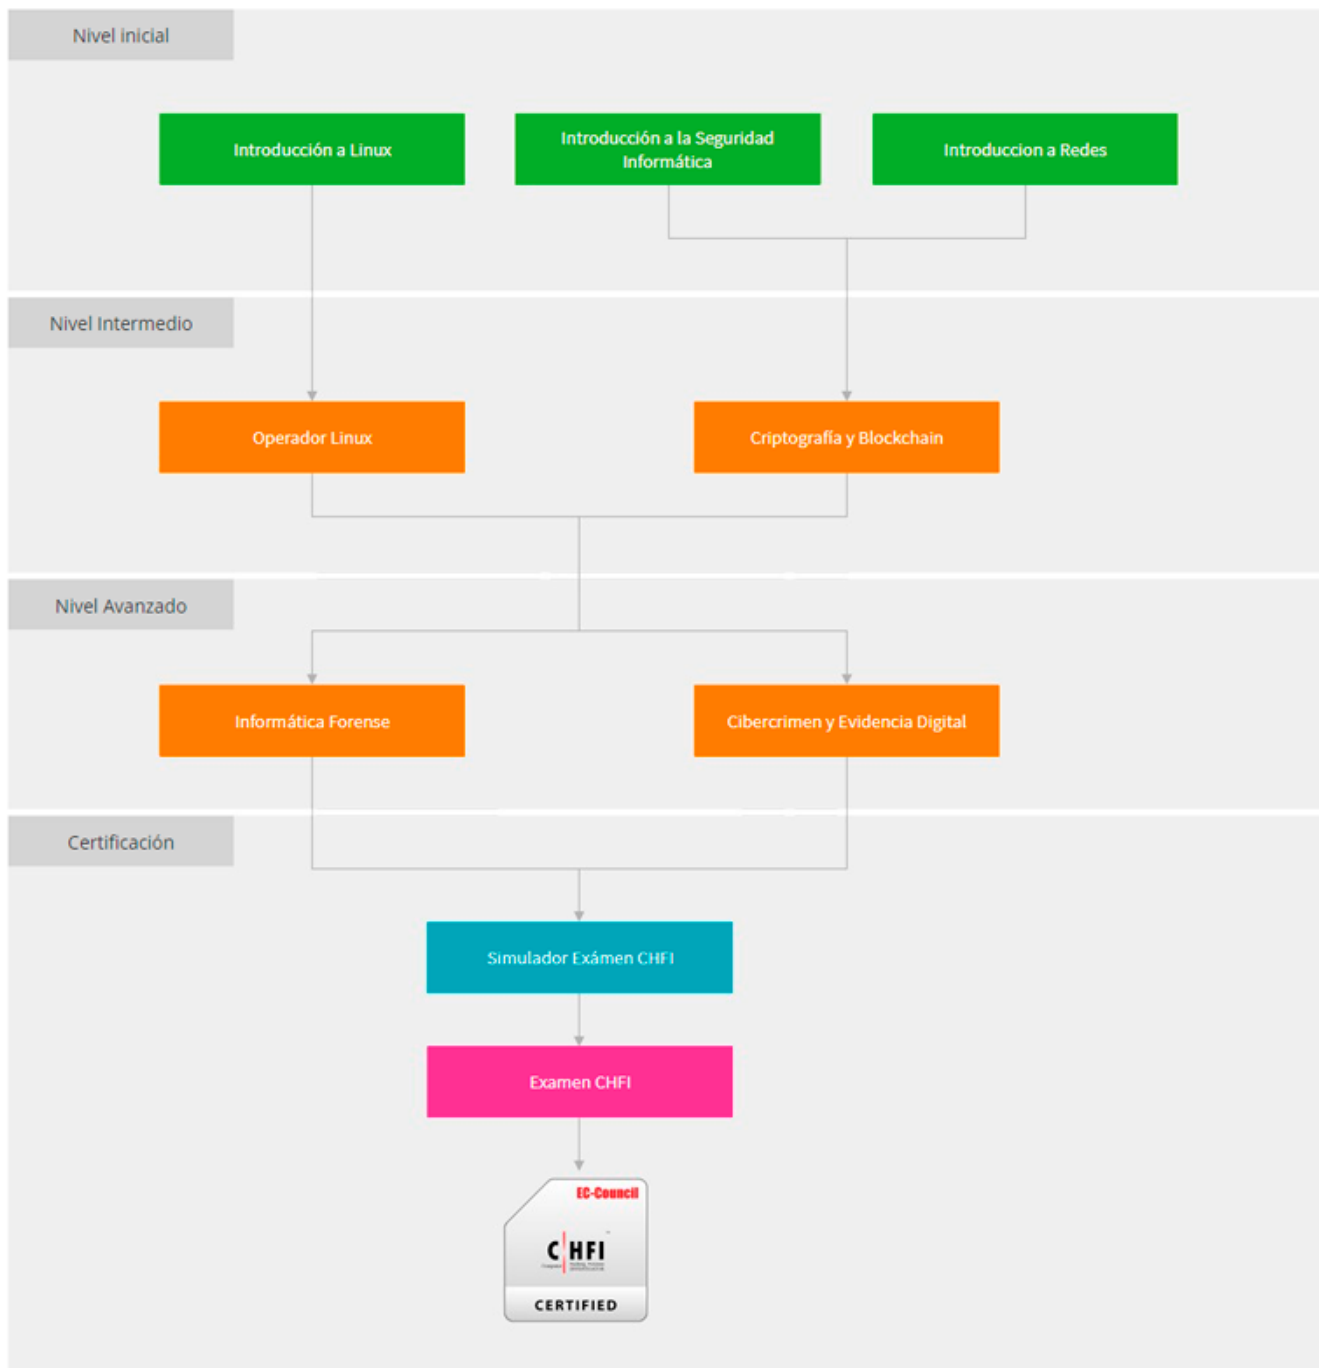 Nivel inicial
Introducción a Linux
Introducción a la Seguridad
Informática
Introduccion a Redes
Nivel Intermedio
Operador Linux
Criptografía y Blockchain
Nivel Avanzado
Informática Forense
Cibercrimen y Evidencia Digital
Certificación
Simulador Exámen CHFI
Examen CHFI
EC-Council
C HFI
CERTIFIED